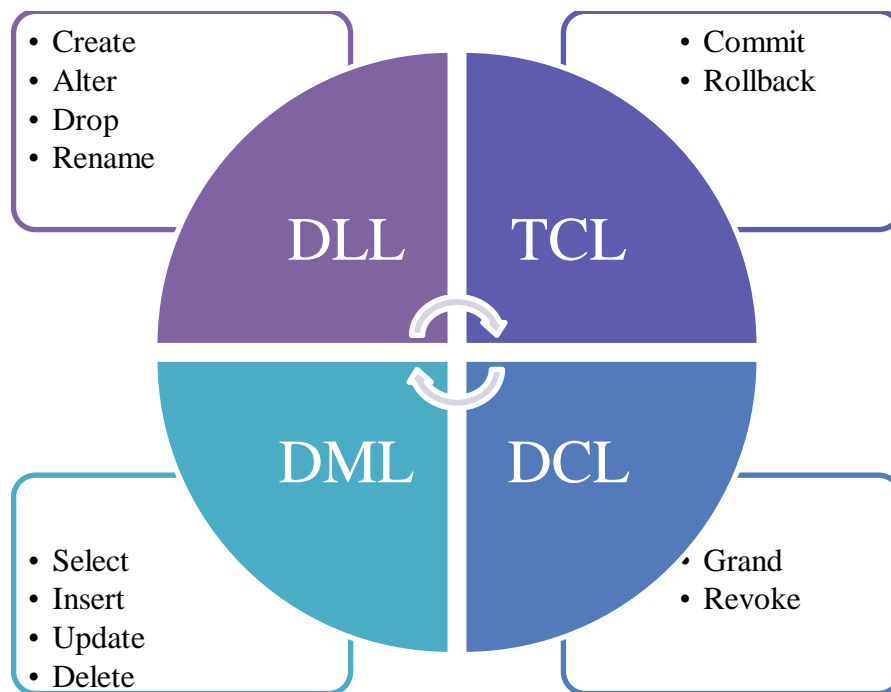 • Create
• Alter
• Drop
• Rename
• Commit
• Rollback
DLL
TCL
DML
DCL
• Select
• Insert
• Update
• Delete
• Grand
• Revoke